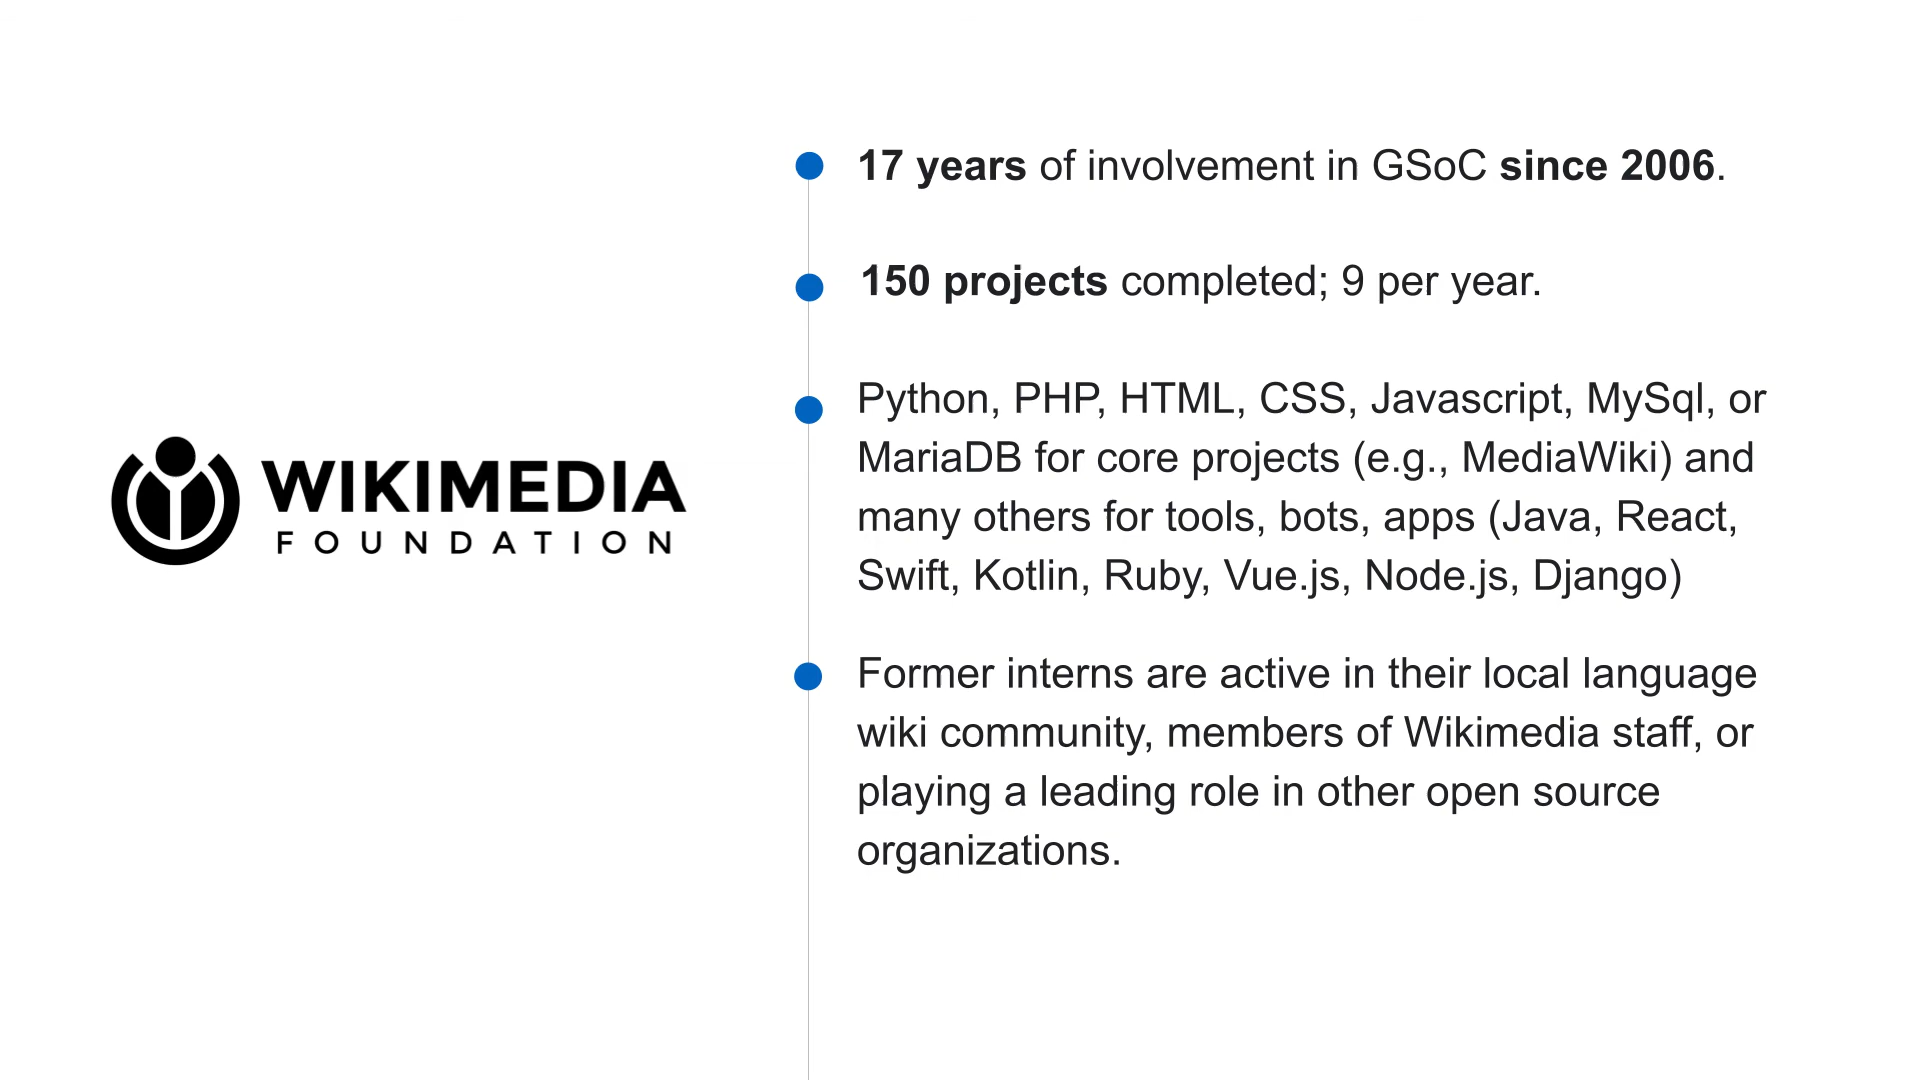 WIKIMEDIA
FOUNDATION
17 years of involvement in GSoC since 2006.
150 projects completed; 9 per year.
Python, PHP, HTML, CSS, Javascript, MySql, or
MariaDB for core projects (e.g., MediaWiki) and
many others for tools, bots, apps (Java, React,
Swift, Kotlin, Ruby, Vue.js, Node.js, Django)
Former interns are active in their local language
wiki community, members of Wikimedia staff, or
playing a leading role in other open source
organizations.